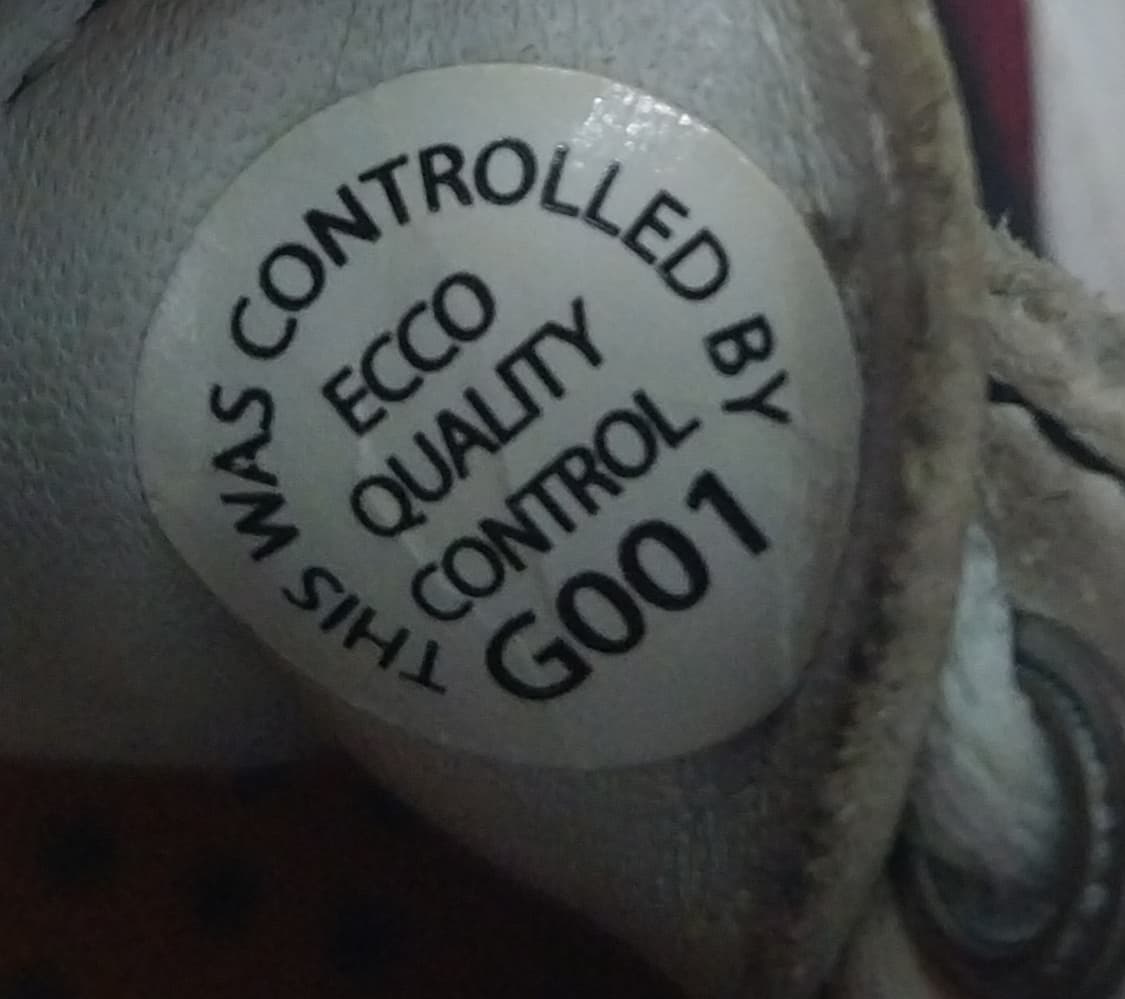 THIS WAS CONTROLLED BY
ECCO
QUALITY
CONTROL
G001